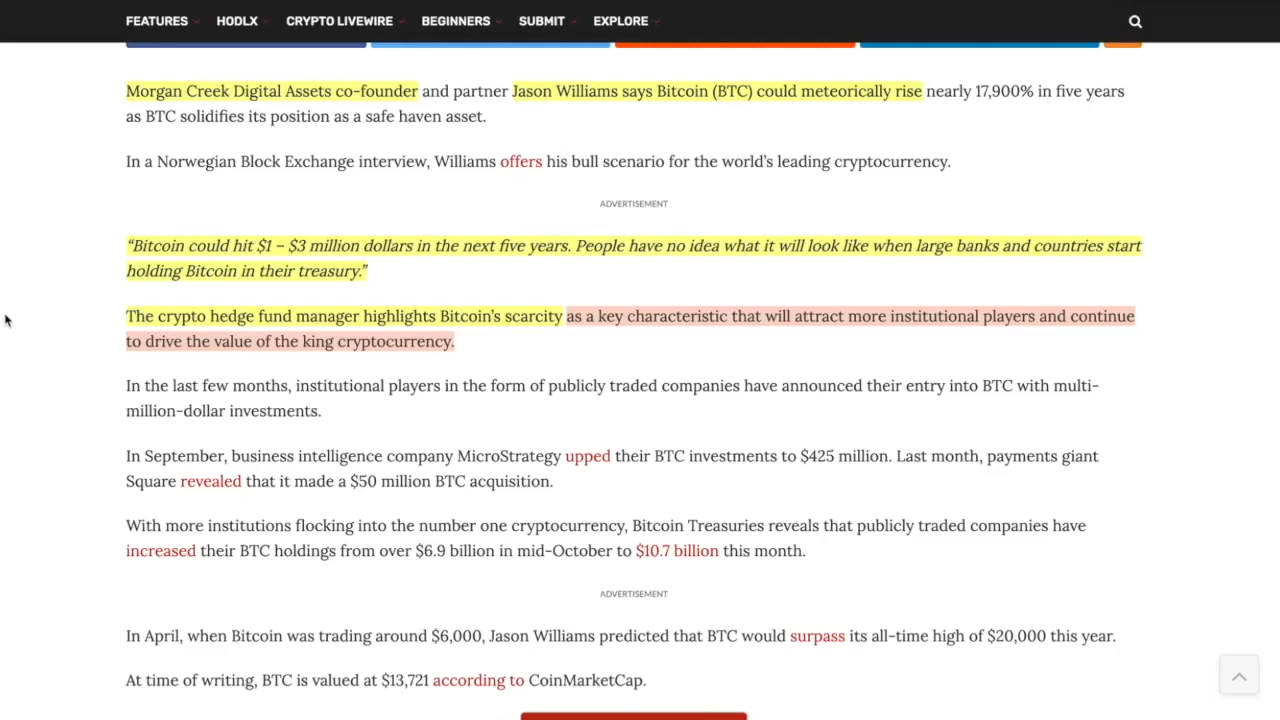 FEATURES HODLX CRYPTO LIVEWIRE BEGINNERS SUBMIT EXPLORE
Morgan Creek Digital Assets co-founder and partner Jason Williams says Bitcoin (BTC) could meteorically rise nearly 17,900% in five years
as BTC solidifies its position as a safe haven asset.
In a Norwegian Block Exchange interview, Williams offers his bull scenario for the world’s leading cryptocurrency.
ADVERTISEMENT
“Bitcoin could hit $1 – $3 million dollars in the next five years. People have no idea what it will look like when large banks and countries start
holding Bitcoin in their treasury.”
The crypto hedge fund manager highlights Bitcoin’s scarcity as a key characteristic that will attract more institutional players and continue
to drive the value of the king cryptocurrency.
In the last few months, institutional players in the form of publicly traded companies have announced their entry into BTC with multi-
million-dollar investments.
In September, business intelligence company MicroStrategy upped their BTC investments to $425 million. Last month, payments giant
Square revealed that it made a $50 million BTC acquisition.
With more institutions flocking into the number one cryptocurrency, Bitcoin Treasuries reveals that publicly traded companies have
increased their BTC holdings from over $6.9 billion in mid-October to $10.7 billion this month.
ADVERTISEMENT
In April, when Bitcoin was trading around $6,000, Jason Williams predicted that BTC would surpass its all-time high of $20,000 this year.
At time of writing, BTC is valued at $13,721 according to CoinMarketCap.